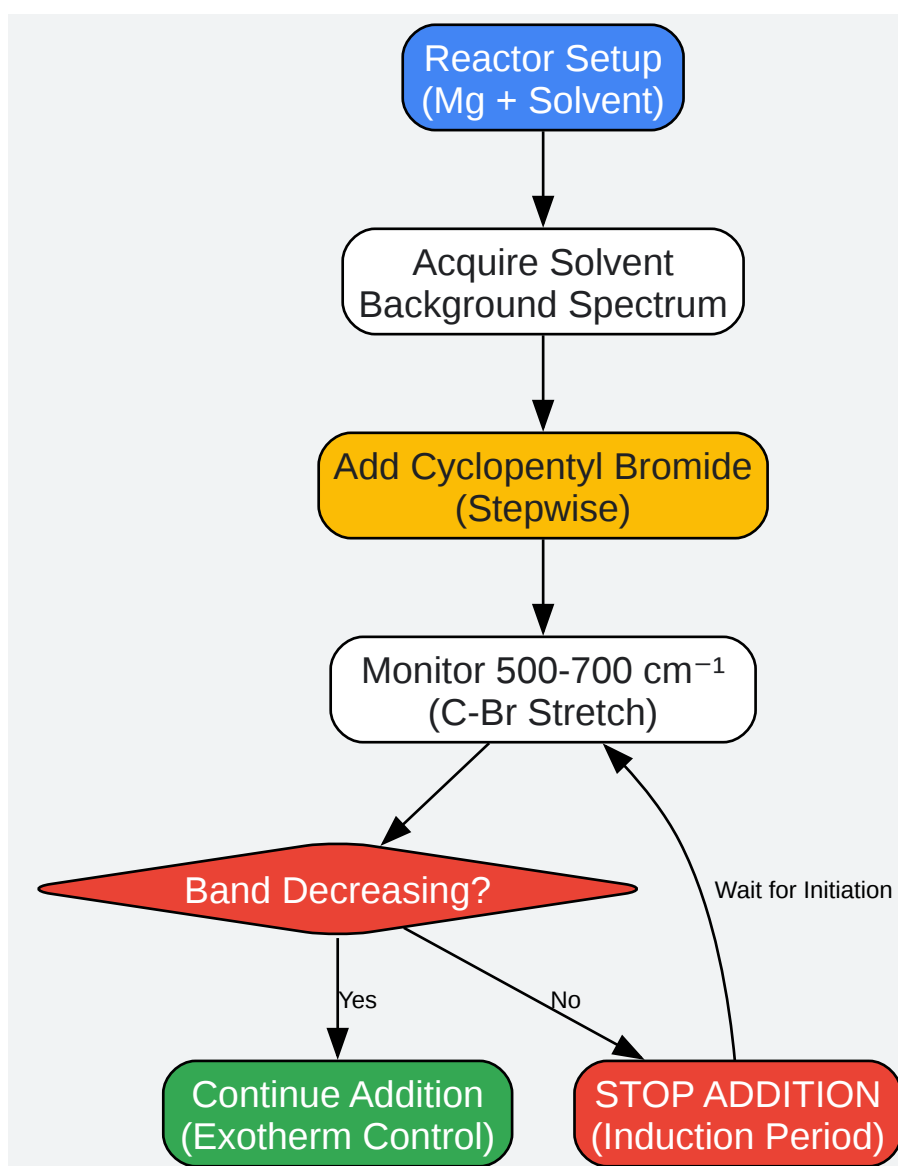 Reactor Setup
(Mg + Solvent)
Acquire Solvent
Background Spectrum
Add Cyclopentyl Bromide
(Stepwise)
Monitor 500-700 cm⁻¹
(C-Br Stretch)
Band Decreasing?
Wait for Initiation
Yes
No
Continue Addition
(Exotherm Control)
STOP ADDITION
(Induction Period)